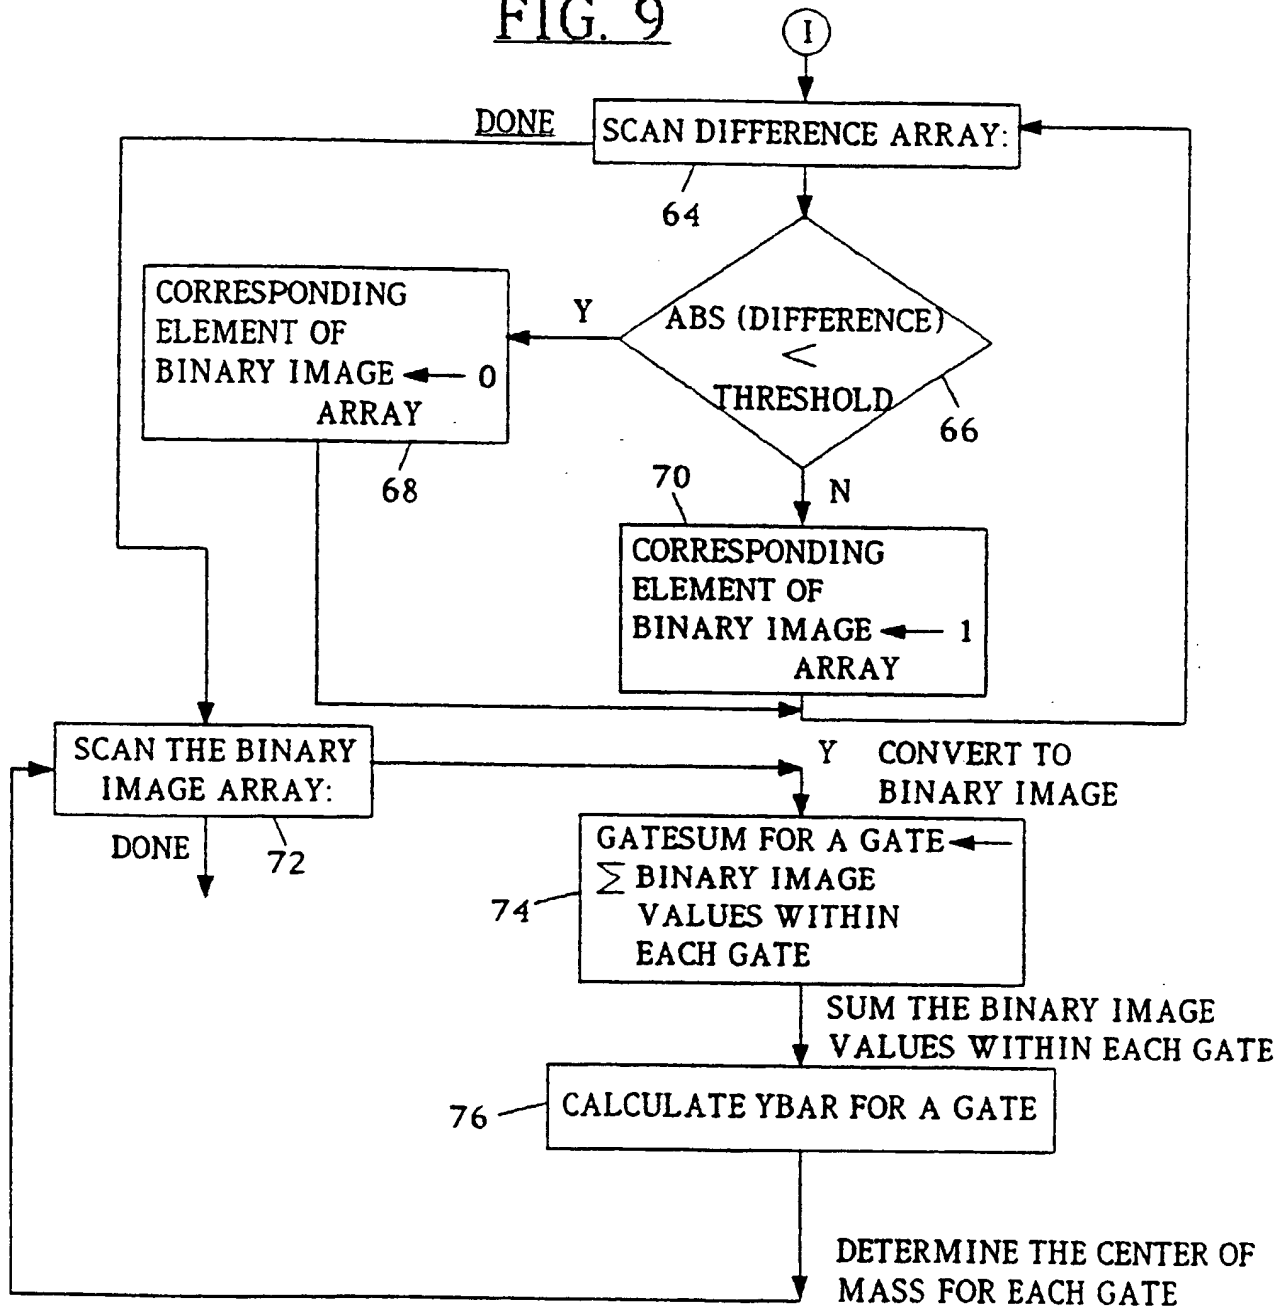 FIG. 9
I
DONE
SCAN DIFFERENCE ARRAY:
64
CORRESPONDING
ELEMENT OF
BINARY IMAGE ← 0
ARRAY
68
Y
ABS (DIFFERENCE)
<
THRESHOLD
66
N
70
CORRESPONDING
ELEMENT OF
BINARY IMAGE ← 1
ARRAY
SCAN THE BINARY
IMAGE ARRAY:
DONE
72
Y CONVERT TO
BINARY IMAGE
GATESUM FOR A GATE ←
Σ BINARY IMAGE
VALUES WITHIN
EACH GATE
74
SUM THE BINARY IMAGE
VALUES WITHIN EACH GATE
CALCULATE YBAR FOR A GATE
76
DETERMINE THE CENTER OF
MASS FOR EACH GATE